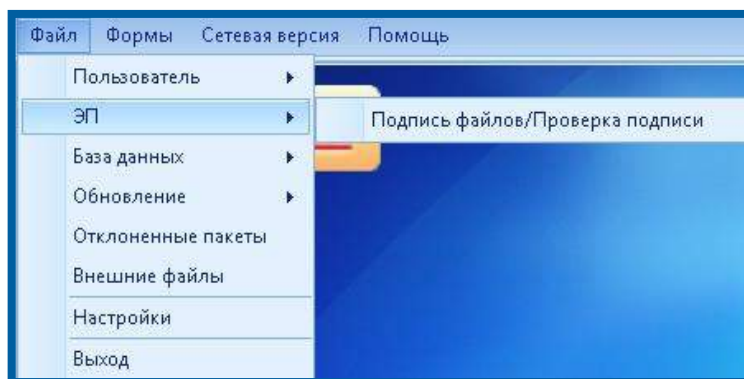 Файл Формы Сетевая версия Помощь
Пользователь
ЭП
Подпись файлов/Проверка подписи
База данных
Обновление
Отклоненные пакеты
Внешние файлы
Настройки
Выход